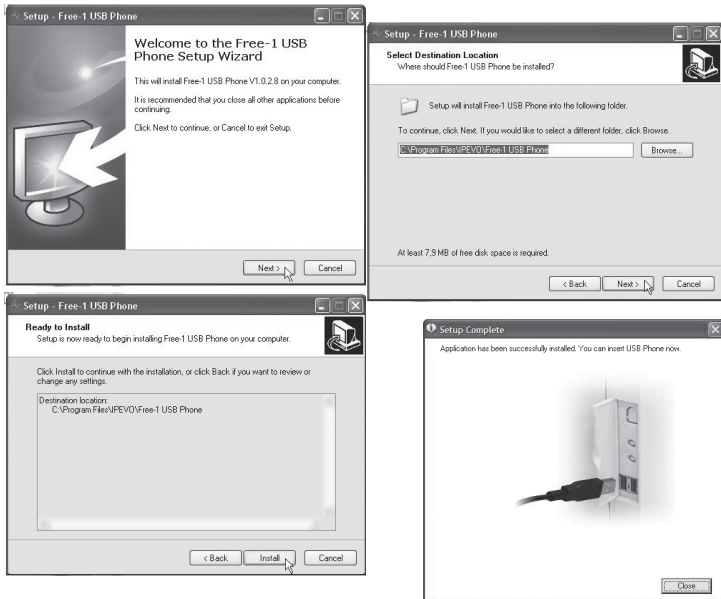 Setup - Free-1 USB Phone
Welcome to the Free-1 USB
Phone Setup Wizard
This will install Free-1 USB Phone V1.0.2.8 on your computer.
It is recommended that you close all other applications before
continuing.
Click Next to continue, or Cancel to exit Setup.
Next >
Cancel
Setup - Free-1 USB Phone
Select Destination Location
Where should Free-1 USB Phone be installed?
Setup will install Free-1 USB Phone into the following folder.
To continue, click Next. If you would like to select a different folder, click Browse.
C:\Program Files\IPEVO\Free-1 USB Phone
Browse...
At least 7,9 MB of free disk space is required.
< Back
Next >
Cancel
Setup - Free-1 USB Phone
Ready to Install
Setup is now ready to begin installing Free-1 USB Phone on your computer.
Click Install to continue with the installation, or click Back if you want to review or
change any settings.
Destination location:
C:\Program Files\IPEVO\Free-1 USB Phone
< Back
Install
Cancel
Setup Complete
Application has been successfully installed. You can insert USB Phone now.
Close